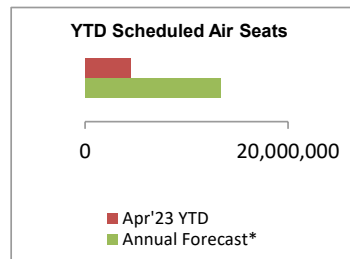 YTD Scheduled Air Seats
0 20,000,000
Apr'23 YTD
Annual Forecast*